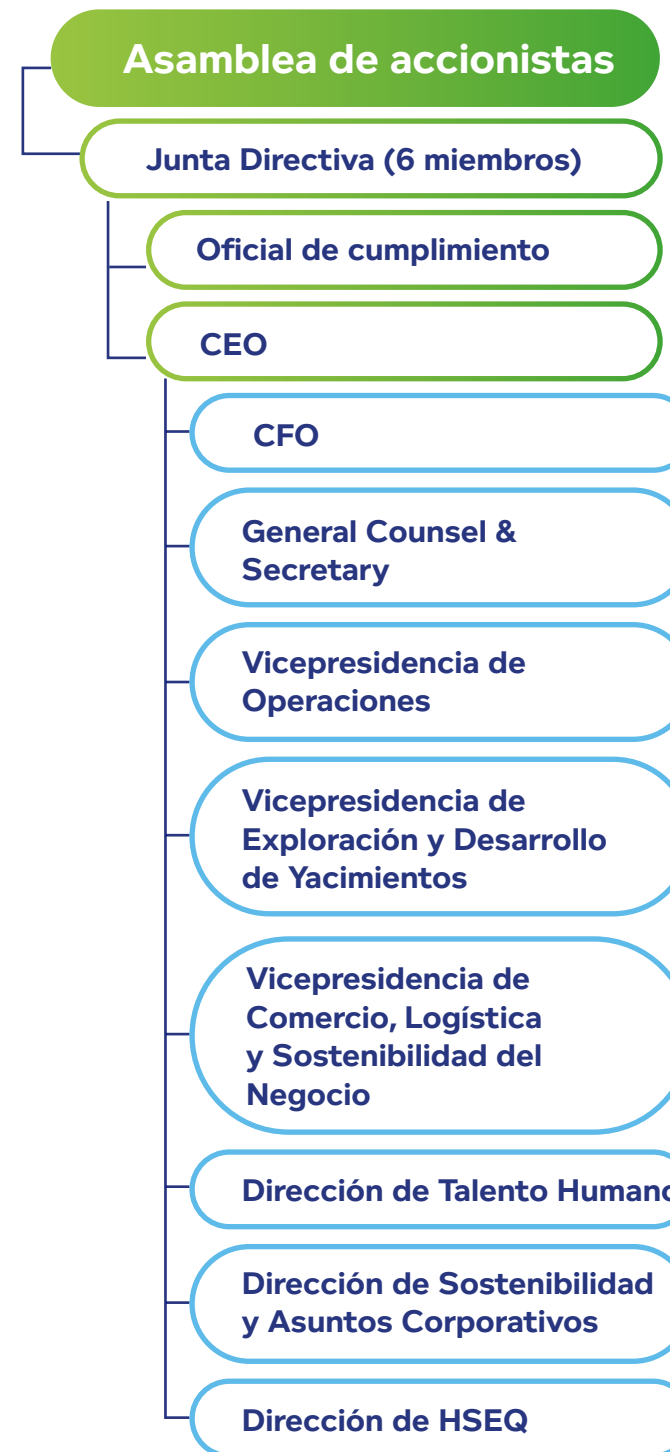 Asamblea de accionistas
Junta Directiva (6 miembros)
Oficial de cumplimiento
CEO
CFO
General Counsel &
Secretary
Vicepresidencia de
Operaciones
Vicepresidencia de
Exploración y Desarrollo
de Yacimientos
Vicepresidencia de
Comercio, Logística
y Sostenibilidad del
Negocio
Dirección de Talento Humano
Dirección de Sostenibilidad
y Asuntos Corporativos
Dirección de HSEQ